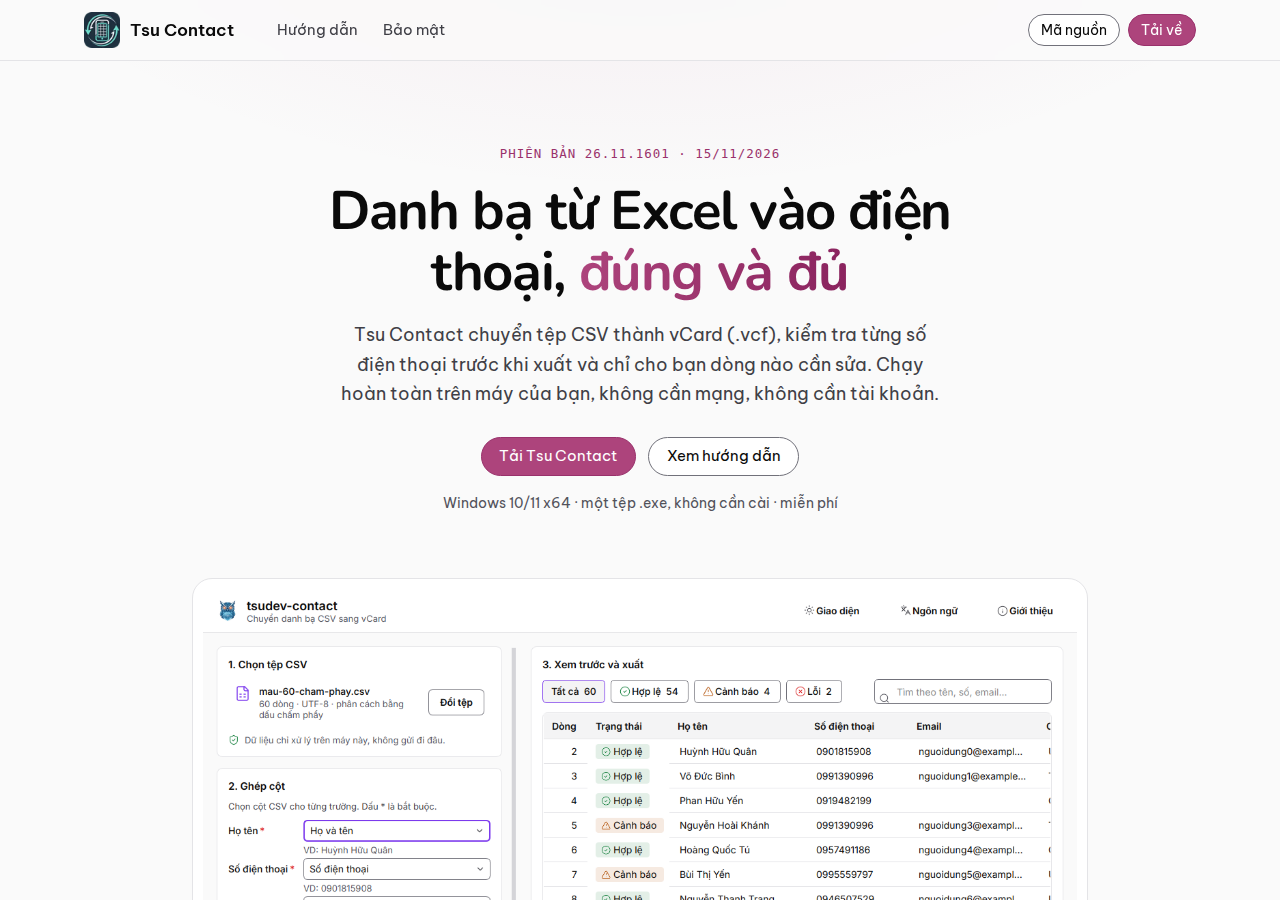 Tsu Contact
Hướng dẫn
Bảo mật
Mã nguồn
Tải về
PHIÊN BẢN 26.11.1601 · 15/11/2026
Danh bạ từ Excel vào điện
thoại, đúng và đủ
Tsu Contact chuyển tệp CSV thành vCard (.vcf), kiểm tra từng số
điện thoại trước khi xuất và chỉ cho bạn dòng nào cần sửa. Chạy
hoàn toàn trên máy của bạn, không cần mạng, không cần tài khoản.
Tải Tsu Contact
Xem hướng dẫn
Windows 10/11 x64 · một tệp .exe, không cần cài · miễn phí
tsudev-contact
Chuyển danh bạ CSV sang vCard
Giao diện
Ngôn ngữ
Giới thiệu
1. Chọn tệp CSV
mau-60-cham-phay.csv
60 dòng · UTF-8 · phân cách bằng
dấu chấm phẩy
Đổi tệp
Dữ liệu chỉ xử lý trên máy này, không gửi đi đâu.
2. Ghép cột
Chọn cột CSV cho từng trường. Dấu * là bắt buộc.
Họ tên *
Họ và tên
VD: Huỳnh Hữu Quân
Số điện thoại *
Số điện thoại
VD: 0901815908
3. Xem trước và xuất
Tất cả 60
Hợp lệ 54
Cảnh báo 4
Lỗi 2
Tìm theo tên, số, email...
Dòng Trạng thái Họ tên Số điện thoại Email
2 Hợp lệ Huỳnh Hữu Quân 0901815908 nguoidung0@exampl...
3 Hợp lệ Võ Đức Bình 0991390996 nguoidung1@example...
4 Hợp lệ Phan Hữu Yến 0919482199
5 Cảnh báo Nguyễn Hoài Khánh 0991390996 nguoidung3@exampl...
6 Hợp lệ Hoàng Quốc Tú 0957491186 nguoidung4@exampl...
7 Cảnh báo Bùi Thị Yến 0995559797 nguoidung5@exampl...
8 Hợp lệ Nguyễn Thanh Trang 0946507529 nguoidung6@exampl...